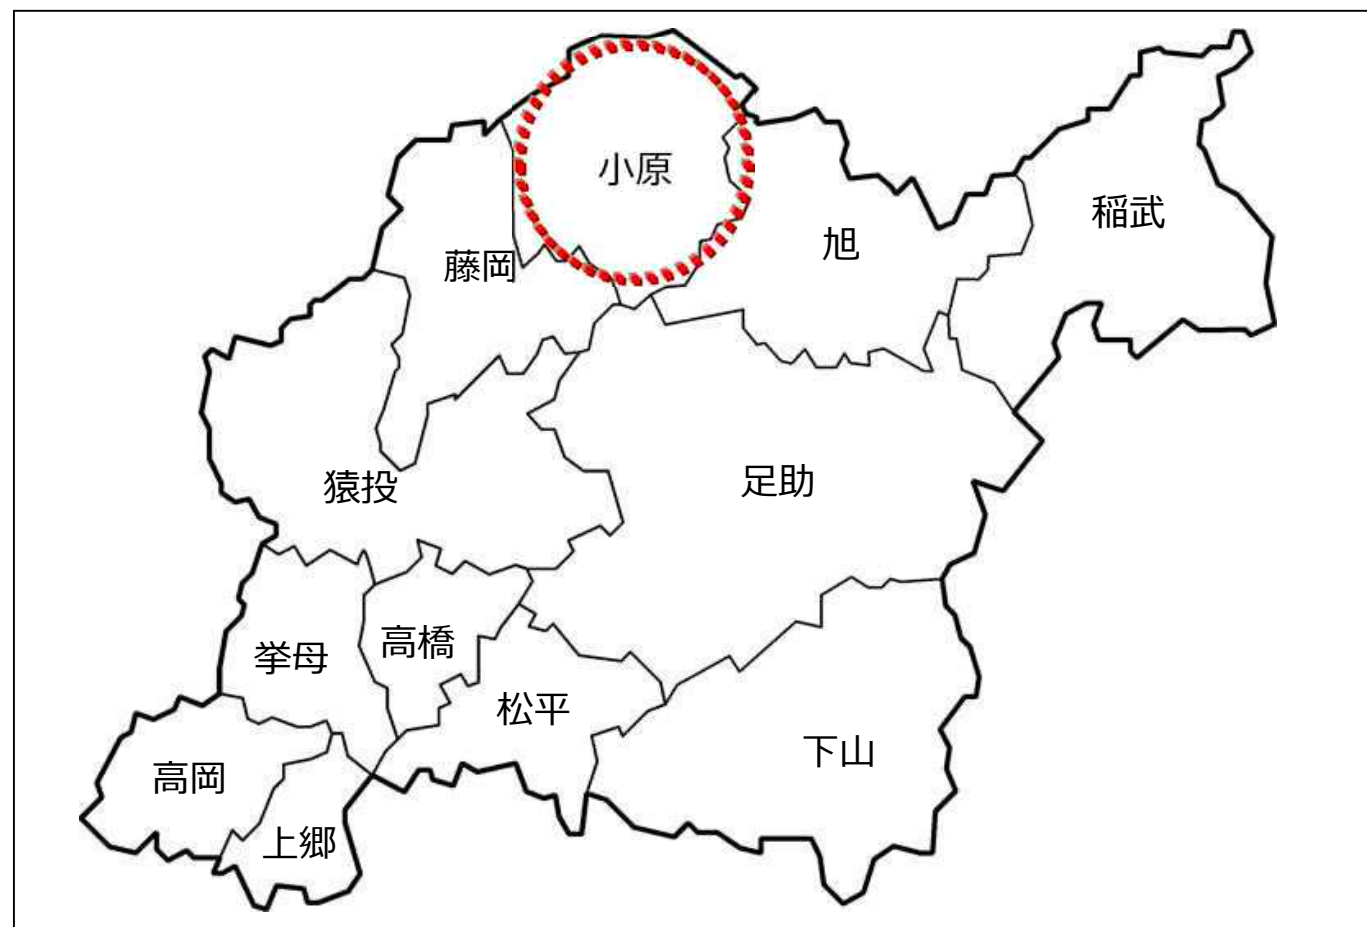 小原
稲武
旭
藤岡
足助
猿投
高橋
挙母
松平
下山
高岡
上郷